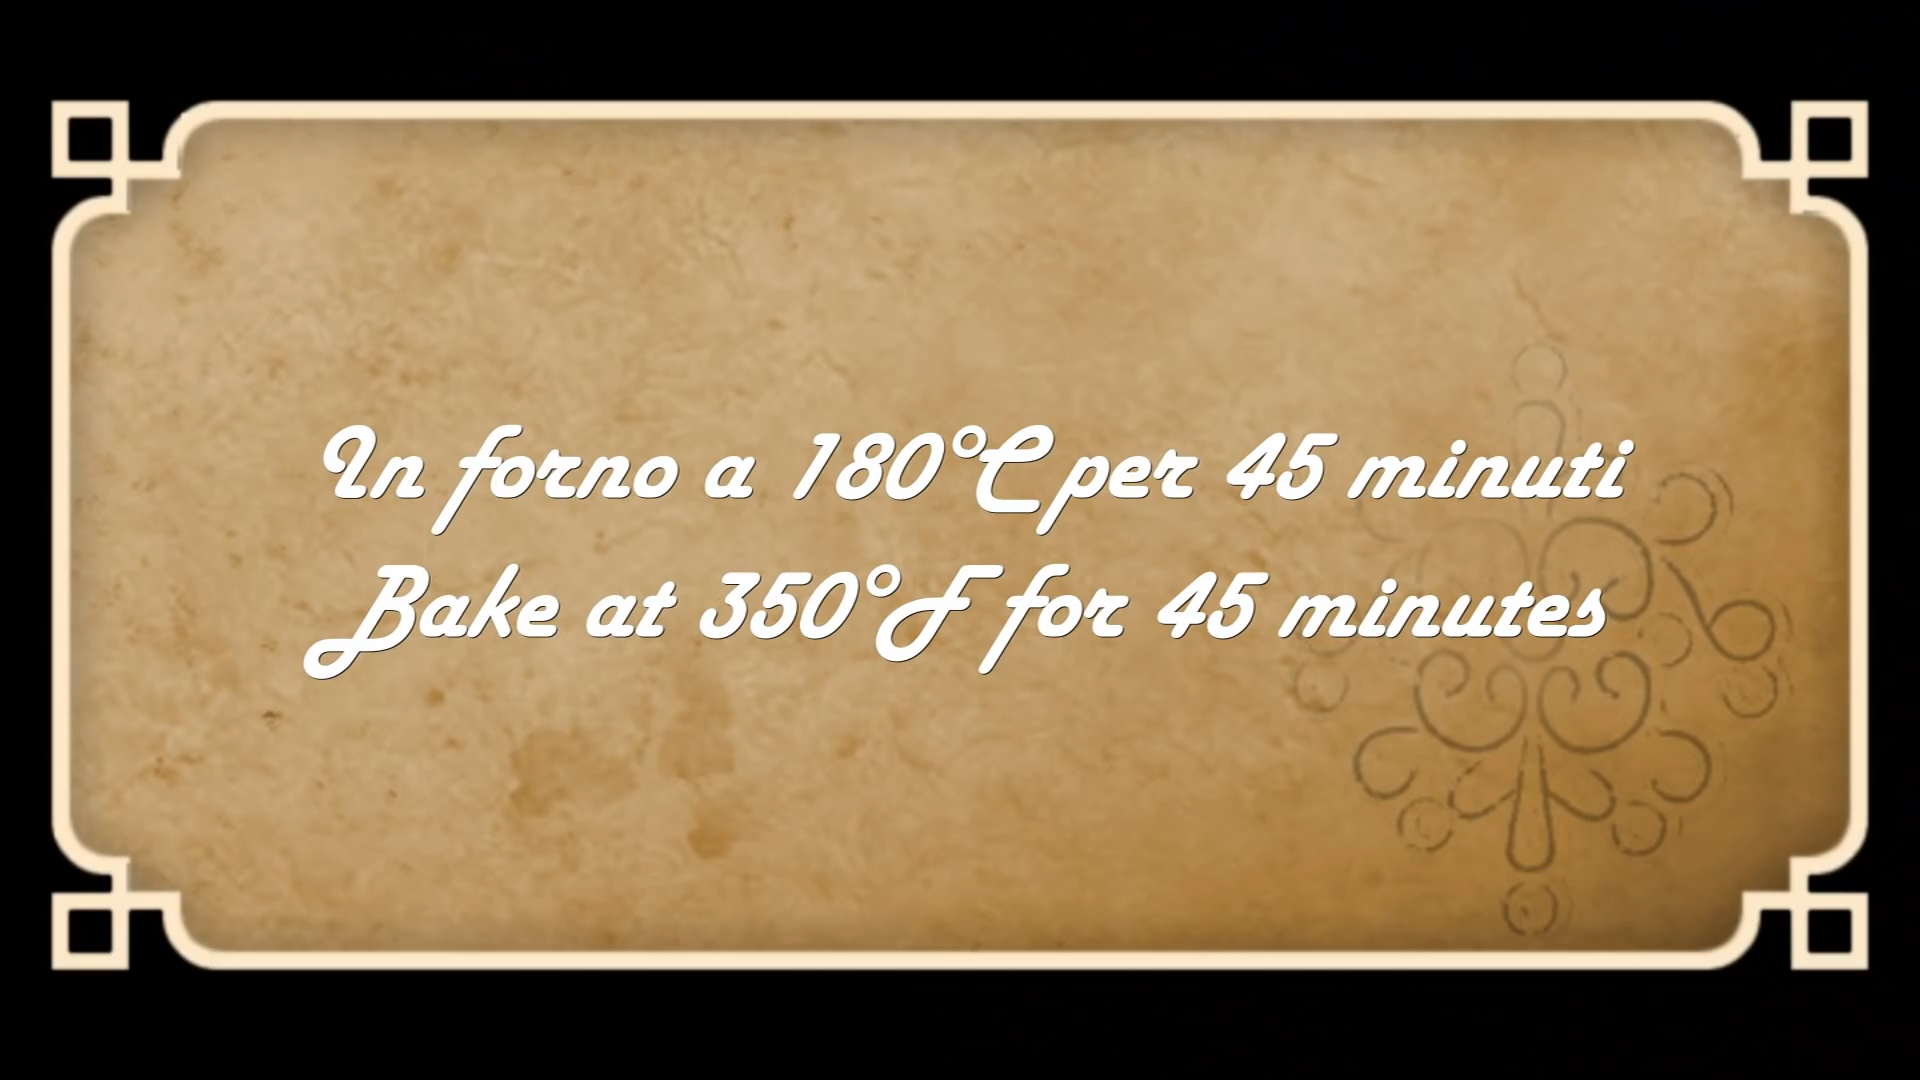 In forno a 180°C per 45 minuti
Bake at 350°F for 45 minutes